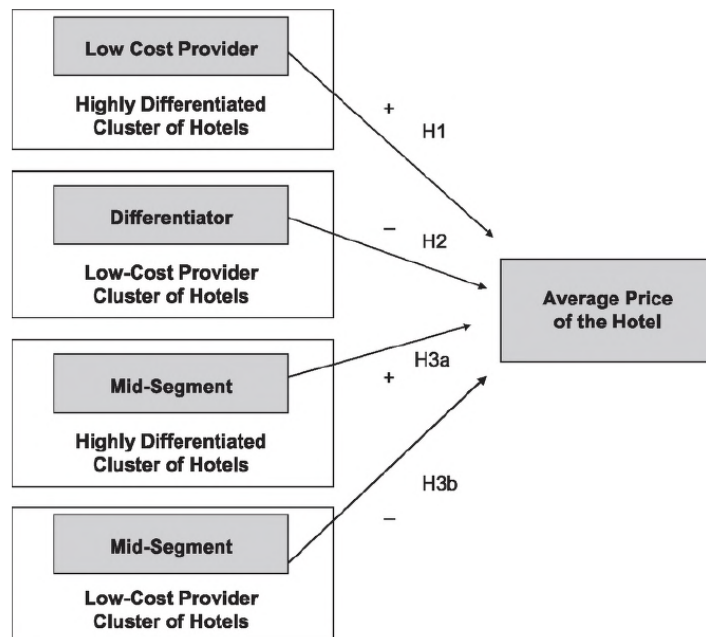 Low Cost Provider
Highly Differentiated
Cluster of Hotels
+
H1
Differentiator
Low-Cost Provider
Cluster of Hotels
–
H2
Average Price
of the Hotel
Mid-Segment
Highly Differentiated
Cluster of Hotels
H3a
+
Mid-Segment
Low-Cost Provider
Cluster of Hotels
H3b
–